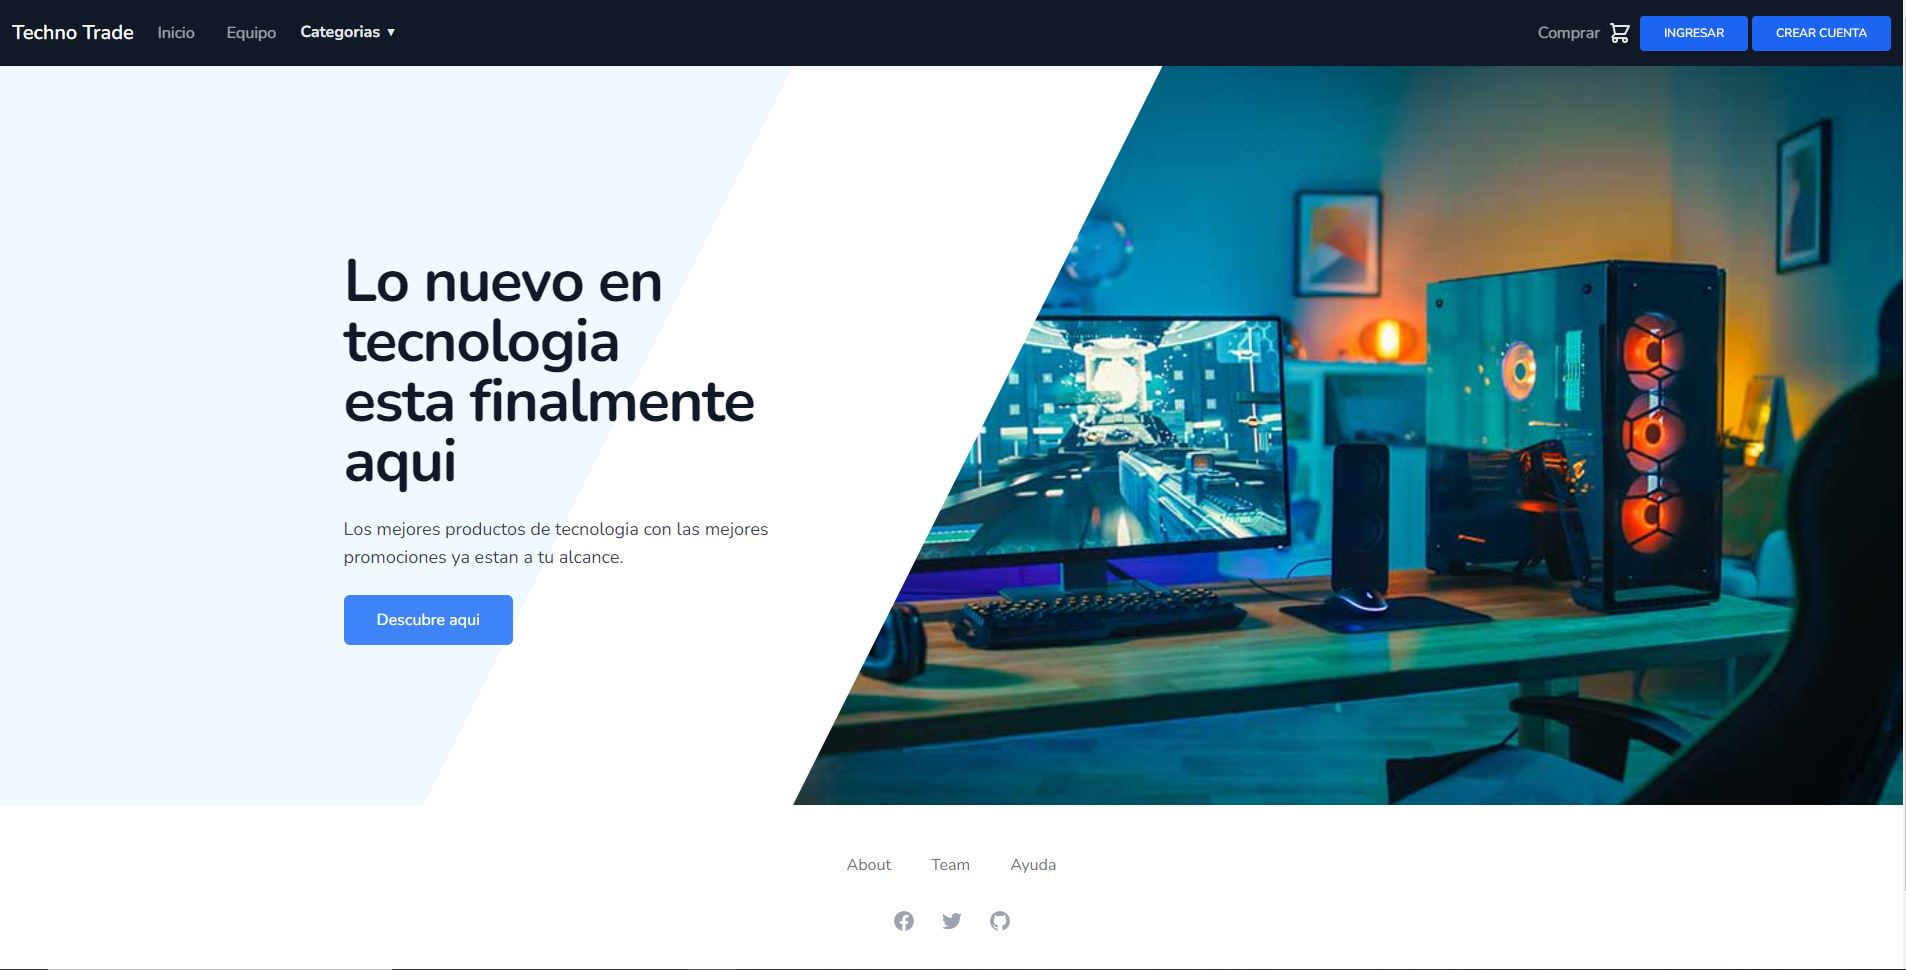 Techno Trade Inicio Equipo Categorias ▼ Comprar INGRESAR CREAR CUENTA
Lo nuevo en
tecnologia
esta finalmente
aqui
Los mejores productos de tecnologia con las mejores
promociones ya estan a tu alcance.
Descubre aqui
About Team Ayuda